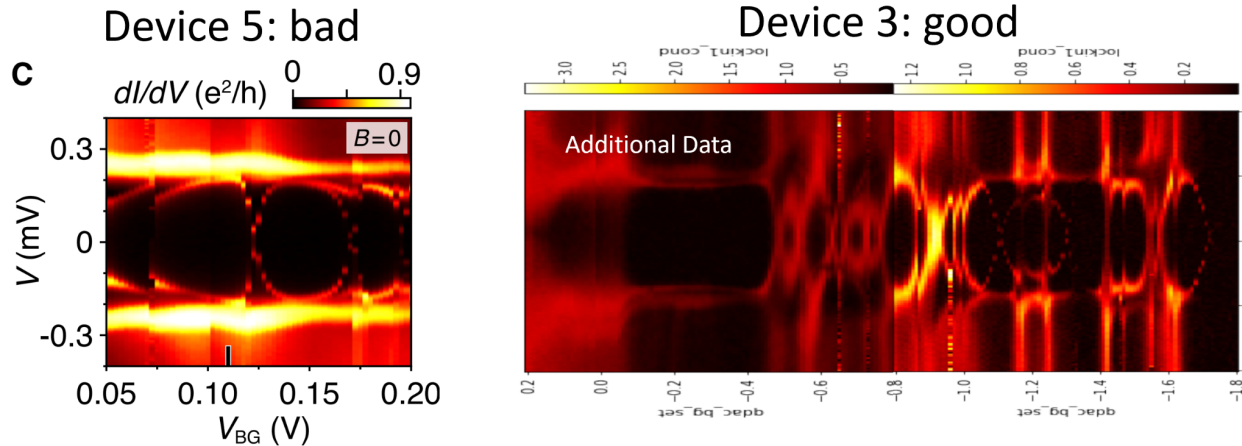 Device 5: bad
Device 3: good
C
dI/dV (e²/h)
0
0.9
B=0
0.3
0
-0.3
V (mV)
0.05
0.10
0.15
0.20
V_BG (V)
lockin1_cond
3.0
2.5
2.0
1.5
1.0
0.5
lockin1_cond
1.2
1.0
0.8
0.6
0.4
0.2
Additional Data
0.2
0.0
−0.2
−0.4
−0.6
−0.8
−1.0
−1.2
−1.4
−1.6
−1.8
qdac_bg_set
qdac_bg_set